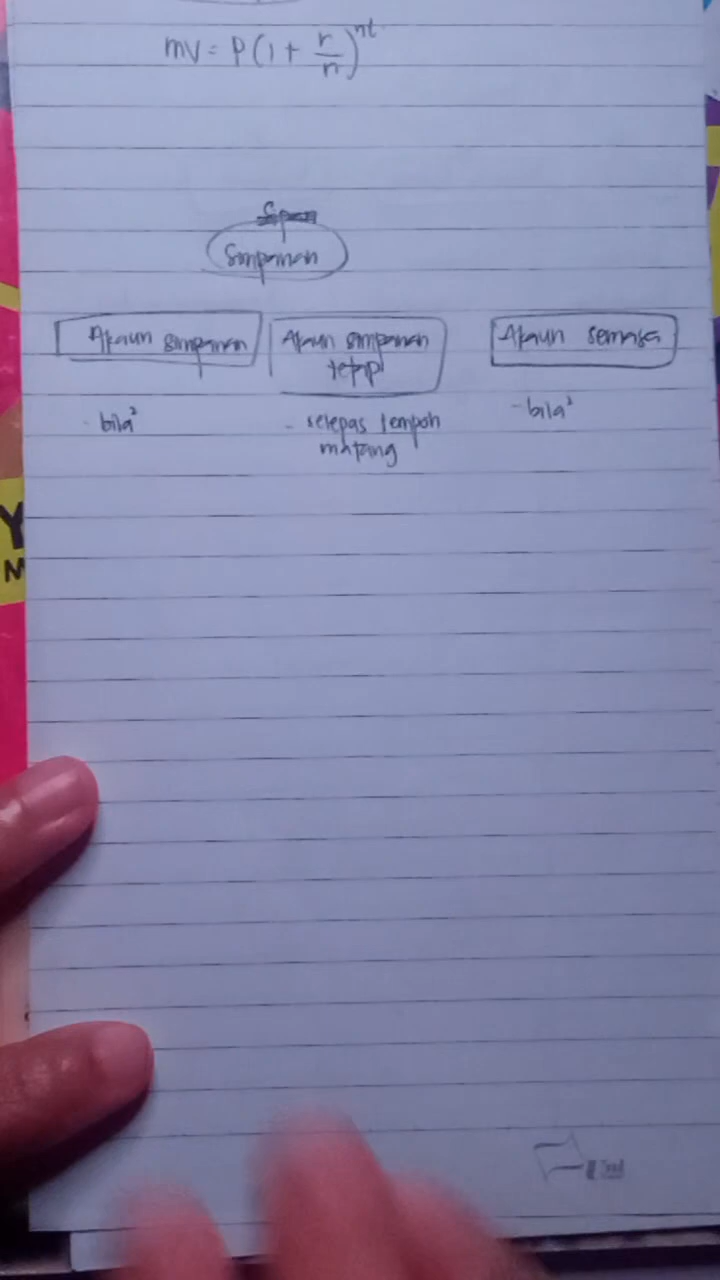 mv = P(1 + r/n)^nt
Simpanan
Akaun simpanan
Akaun simpanan
tetap
Akaun semasa
- bila²
- selepas tempoh
matang
- bila²
Y
M